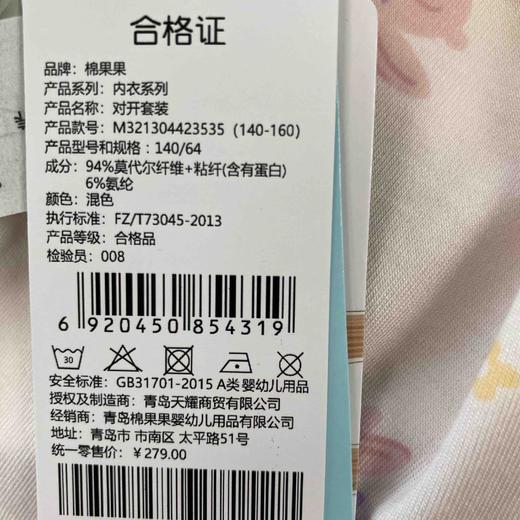 合格证
品牌：棉果果
产品系列：内衣系列
产品名称：对开套装
产品款号：M321304423535（140-160）
产品型号和规格：140/64
成分：94%莫代尔纤维+粘纤(含有蛋白)
6%氨纶
颜色：混色
执行标准：FZ/T73045-2013
产品等级：合格品
检验员：008
6 920450 854319
30
安全标准：GB31701-2015 A类 婴幼儿用品
授权及制造商：青岛天耀商贸有限公司
经销商：青岛棉果果婴幼儿用品有限公司
地址：青岛市 市南区 太平路51号
统一零售价：￥279.00